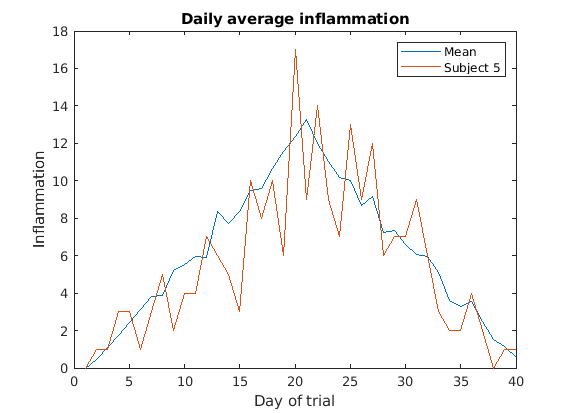 Daily average inflammation
18
16
14
12
10
8
6
4
2
0
Inflammation
Mean
Subject 5
0 5 10 15 20 25 30 35 40
Day of trial